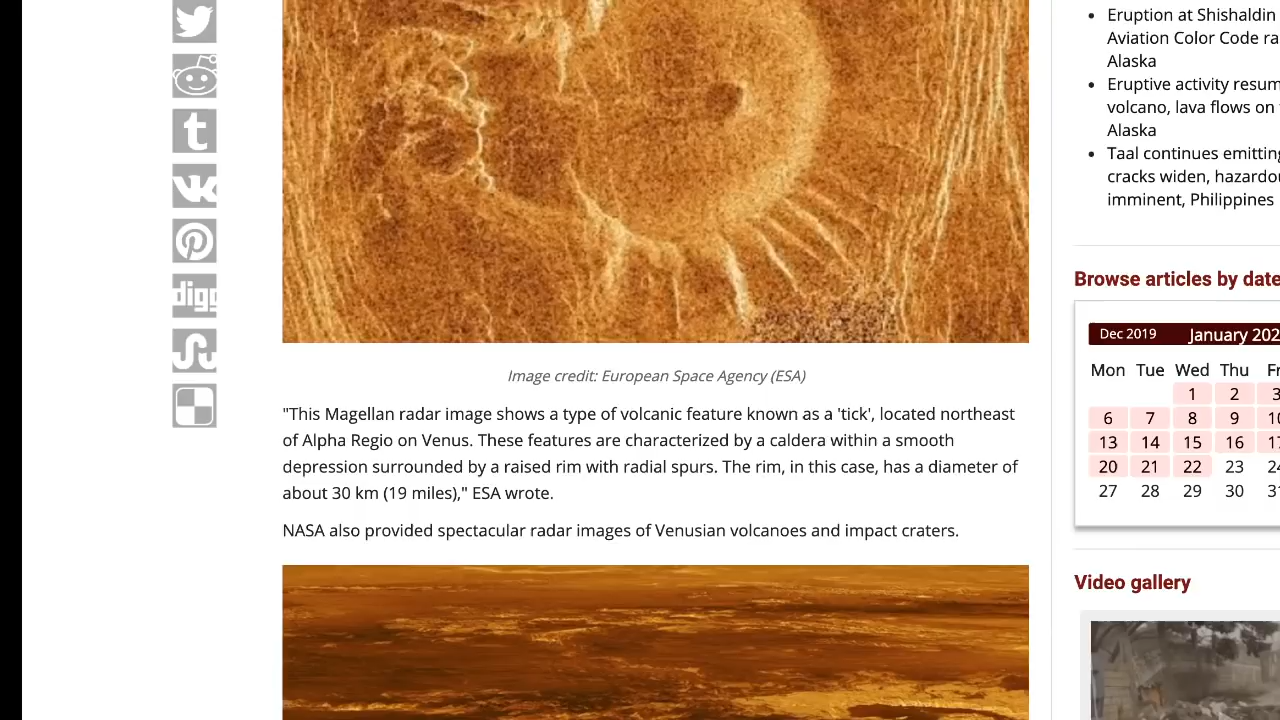 t
digg
Image credit: European Space Agency (ESA)
"This Magellan radar image shows a type of volcanic feature known as a 'tick', located northeast
of Alpha Regio on Venus. These features are characterized by a caldera within a smooth
depression surrounded by a raised rim with radial spurs. The rim, in this case, has a diameter of
about 30 km (19 miles)," ESA wrote.
NASA also provided spectacular radar images of Venusian volcanoes and impact craters.
Eruption at Shishaldin
Aviation Color Code
Alaska
Eruptive activity
volcano, lava flows on
Alaska
Taal continues emitting
cracks widen,
imminent, Philippines
Browse articles by date
Dec 2019 January
Mon Tue Wed Thu
1 2 3
6 7 8 9 10
13 14 15 16
20 21 22 23
27 28 29 30
Video gallery